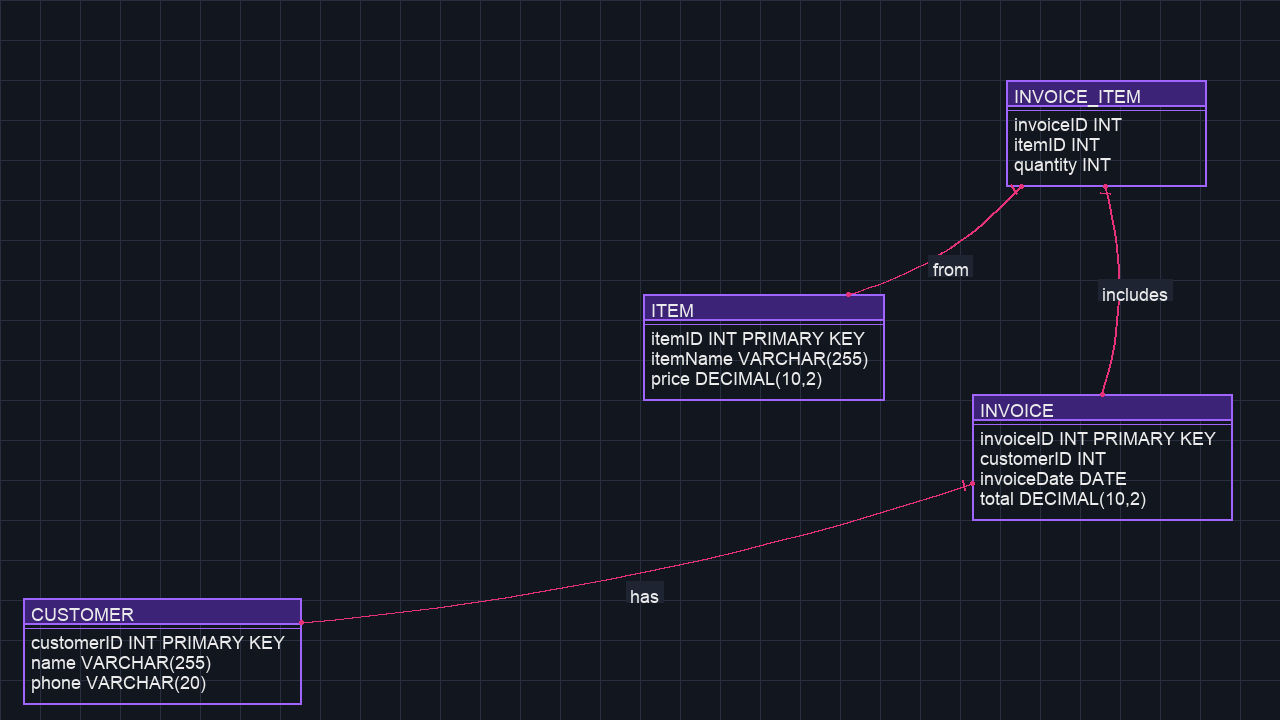 INVOICE_ITEM
invoiceID INT
itemID INT
quantity INT
from
includes
ITEM
itemID INT PRIMARY KEY
itemName VARCHAR(255)
price DECIMAL(10,2)
INVOICE
invoiceID INT PRIMARY KEY
customerID INT
invoiceDate DATE
total DECIMAL(10,2)
has
CUSTOMER
customerID INT PRIMARY KEY
name VARCHAR(255)
phone VARCHAR(20)